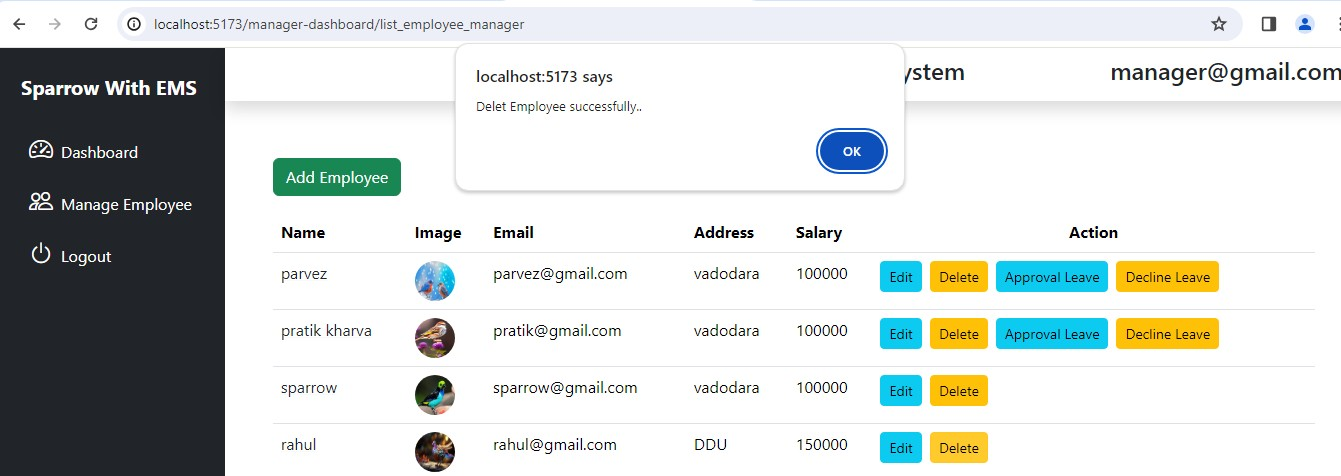 localhost:5173/manager-dashboard/list_employee_manager
Sparrow With EMS
Dashboard
Manage Employee
Logout
localhost:5173 says
Delet Employee successfully..
OK
manager@gmail.com
Add Employee
Name Image Email Address Salary Action
parvez parvez@gmail.com vadodara 100000 Edit Delete Approval Leave Decline Leave
pratik kharva pratik@gmail.com vadodara 100000 Edit Delete Approval Leave Decline Leave
sparrow sparrow@gmail.com vadodara 100000 Edit Delete
rahul rahul@gmail.com DDU 150000 Edit Delete